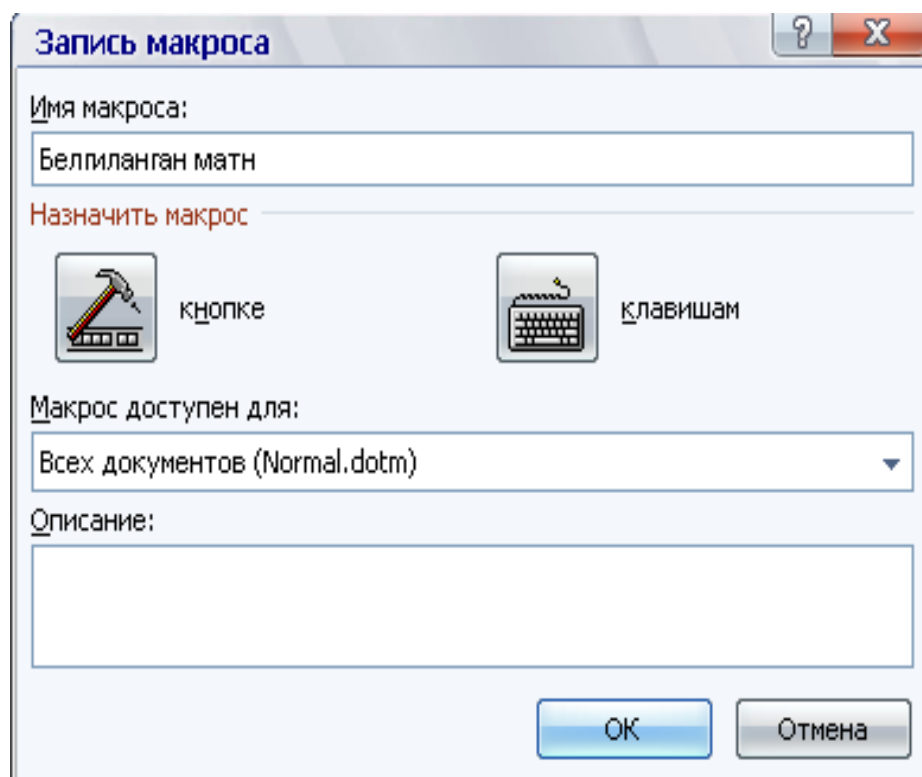 Запись макроса
Имя макроса:
Белгиланган матн
Назначить макрос
кнопке
клавишам
Макрос доступен для:
Всех документов (Normal.dotm)
Описание:
ОК
Отмена